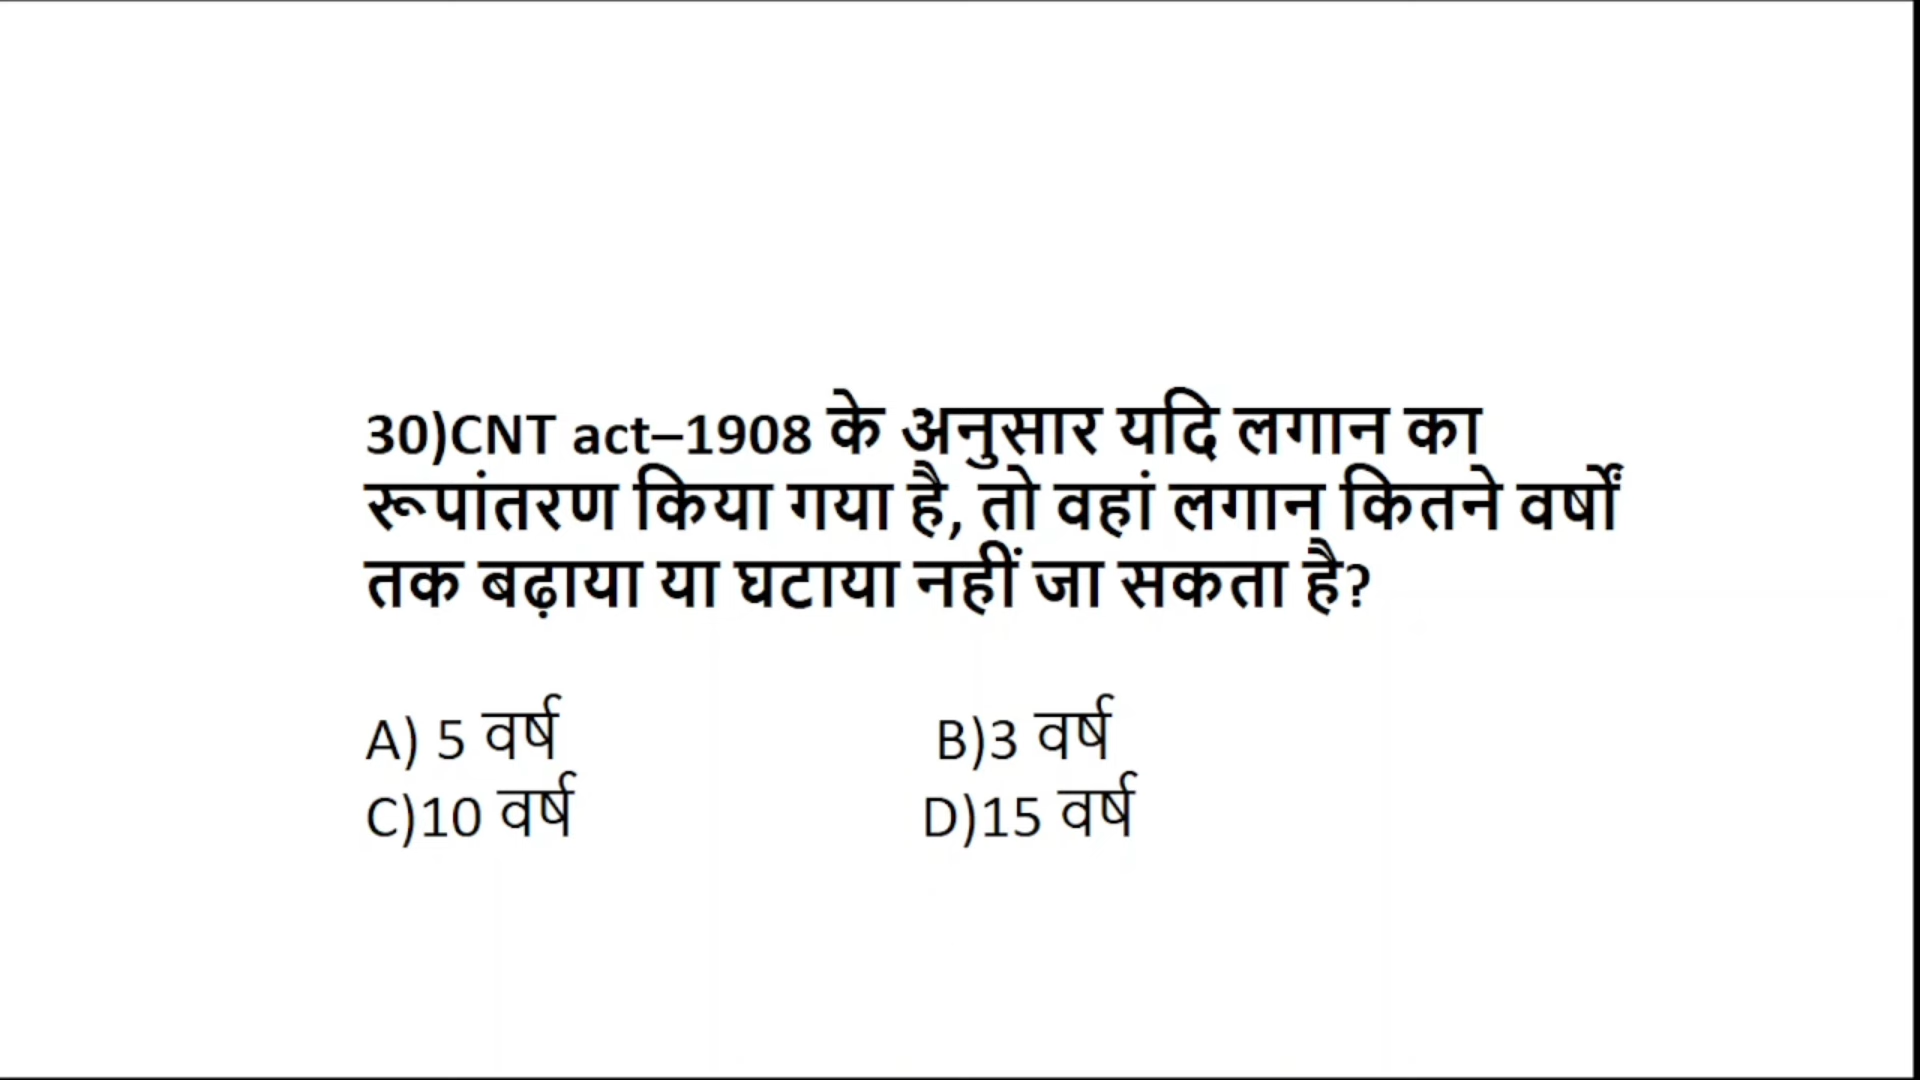 30)CNT act–1908 के अनुसार यदि लगान का
रूपांतरण किया गया है, तो वहां लगान कितने वर्षों
तक बढ़ाया या घटाया नहीं जा सकता है?
A) 5 वर्ष B)3 वर्ष
C)10 वर्ष D)15 वर्ष